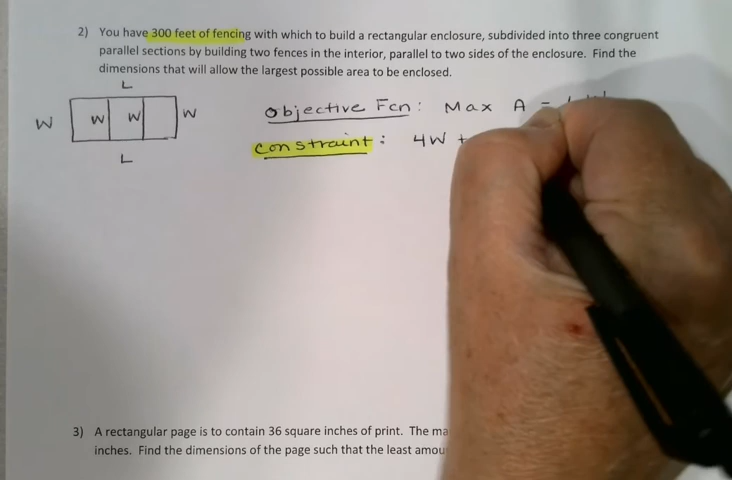 2) You have 300 feet of fencing with which to build a rectangular enclosure, subdivided into three congruent
parallel sections by building two fences in the interior, parallel to two sides of the enclosure. Find the
dimensions that will allow the largest possible area to be enclosed.
L
W W W W
L
Objective Fcn: Max A =
Constraint: 4W +
3) A rectangular page is to contain 36 square inches of print. The
inches. Find the dimensions of the page such that the least